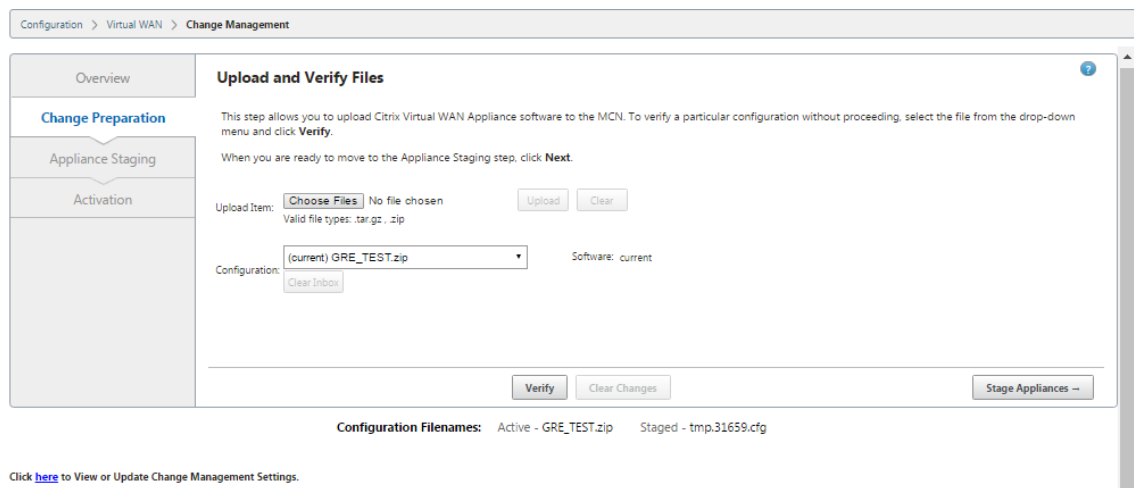 Configuration > Virtual WAN > Change Management
Overview
Change Preparation
Appliance Staging
Activation
Upload and Verify Files
?
This step allows you to upload Citrix Virtual WAN Appliance software to the MCN. To verify a particular configuration without proceeding, select the file from the drop-down
menu and click Verify.
When you are ready to move to the Appliance Staging step, click Next.
Upload Item: Choose Files No file chosen Upload Clear
Valid file types: .tar.gz , .zip
Configuration: (current) GRE_TEST.zip Software: current
Clear Inbox
Verify Clear Changes Stage Appliances →
Configuration Filenames: Active - GRE_TEST.zip Staged - tmp.31659.cfg
Click here to View or Update Change Management Settings.